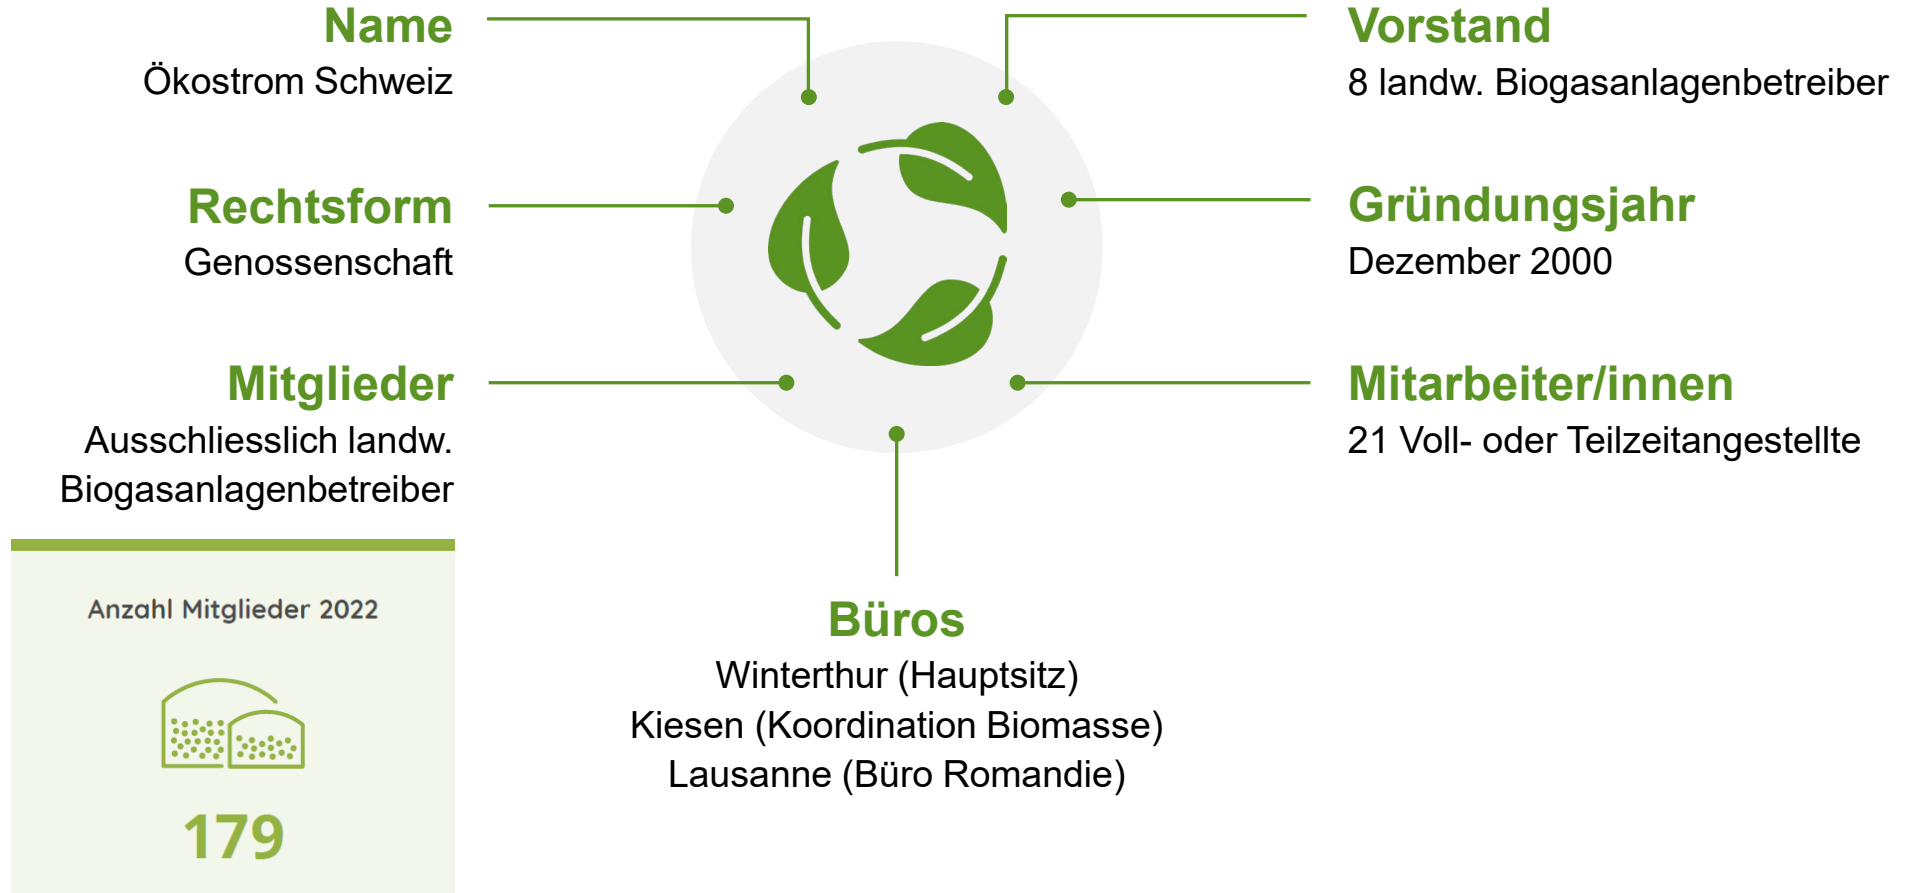 Name
Ökostrom Schweiz
Rechtsform
Genossenschaft
Mitglieder
Ausschliesslich landw.
Biogasanlagenbetreiber
Anzahl Mitglieder 2022
179
Büros
Winterthur (Hauptsitz)
Kiesen (Koordination Biomasse)
Lausanne (Büro Romandie)
Vorstand
8 landw. Biogasanlagenbetreiber
Gründungsjahr
Dezember 2000
Mitarbeiter/innen
21 Voll- oder Teilzeitangestellte